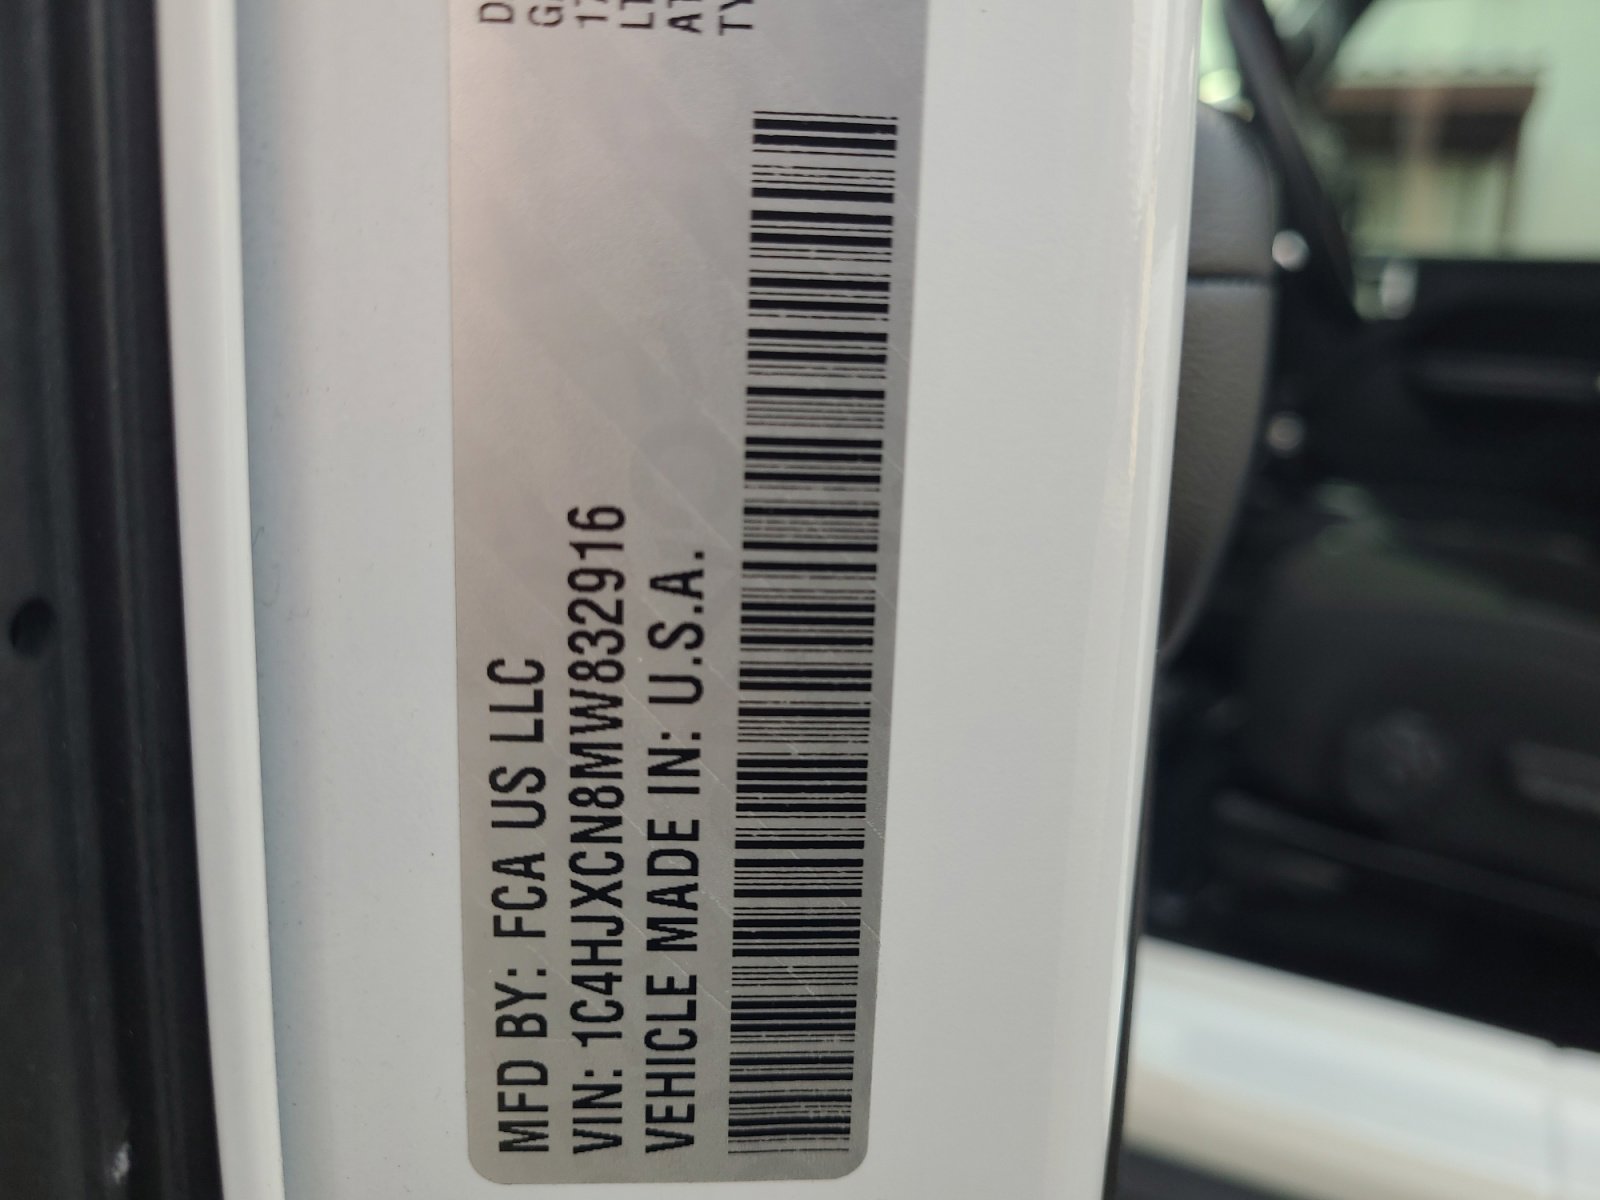 MFD BY: FCA US LLC
VIN: 1C4HJXCN8MW832916
VEHICLE MADE IN: U.S.A.